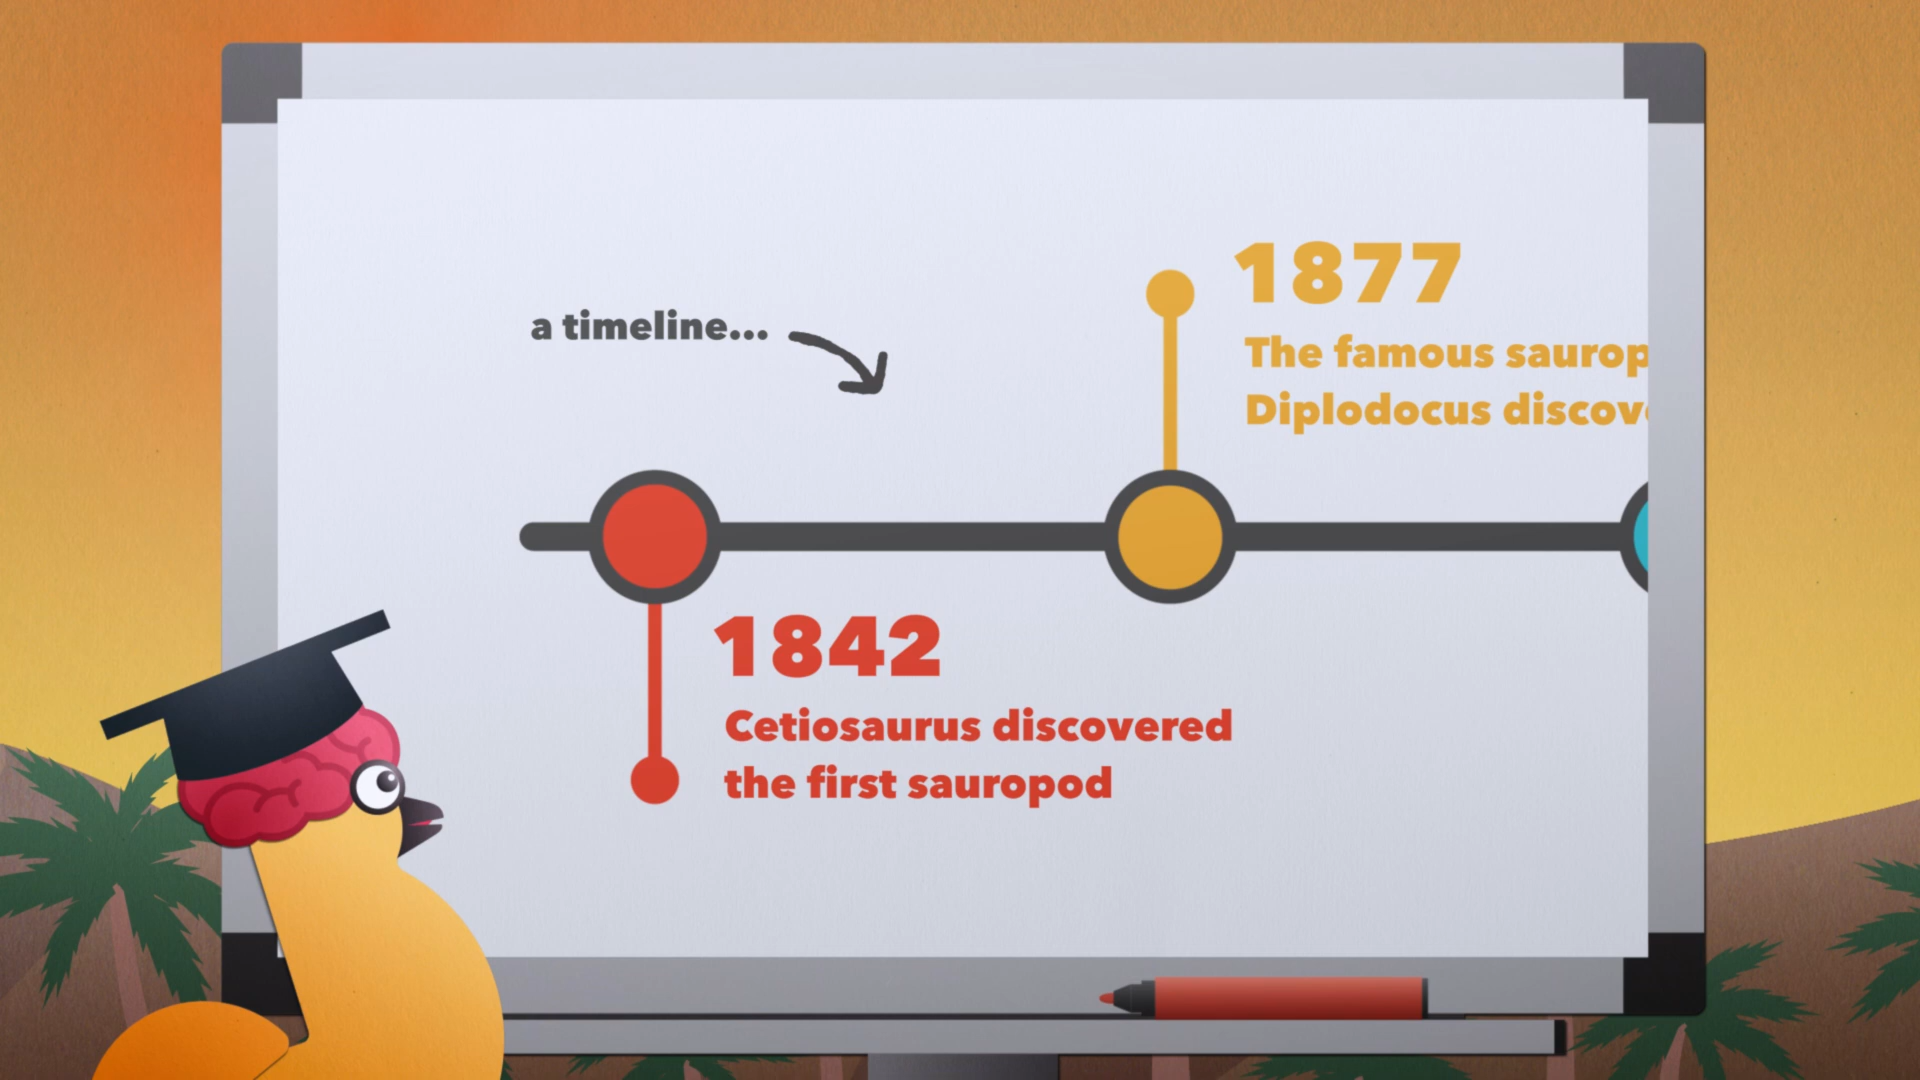 a timeline...
1877
The famous saurop
Diplodocus discov
1842
Cetiosaurus discovered
the first sauropod